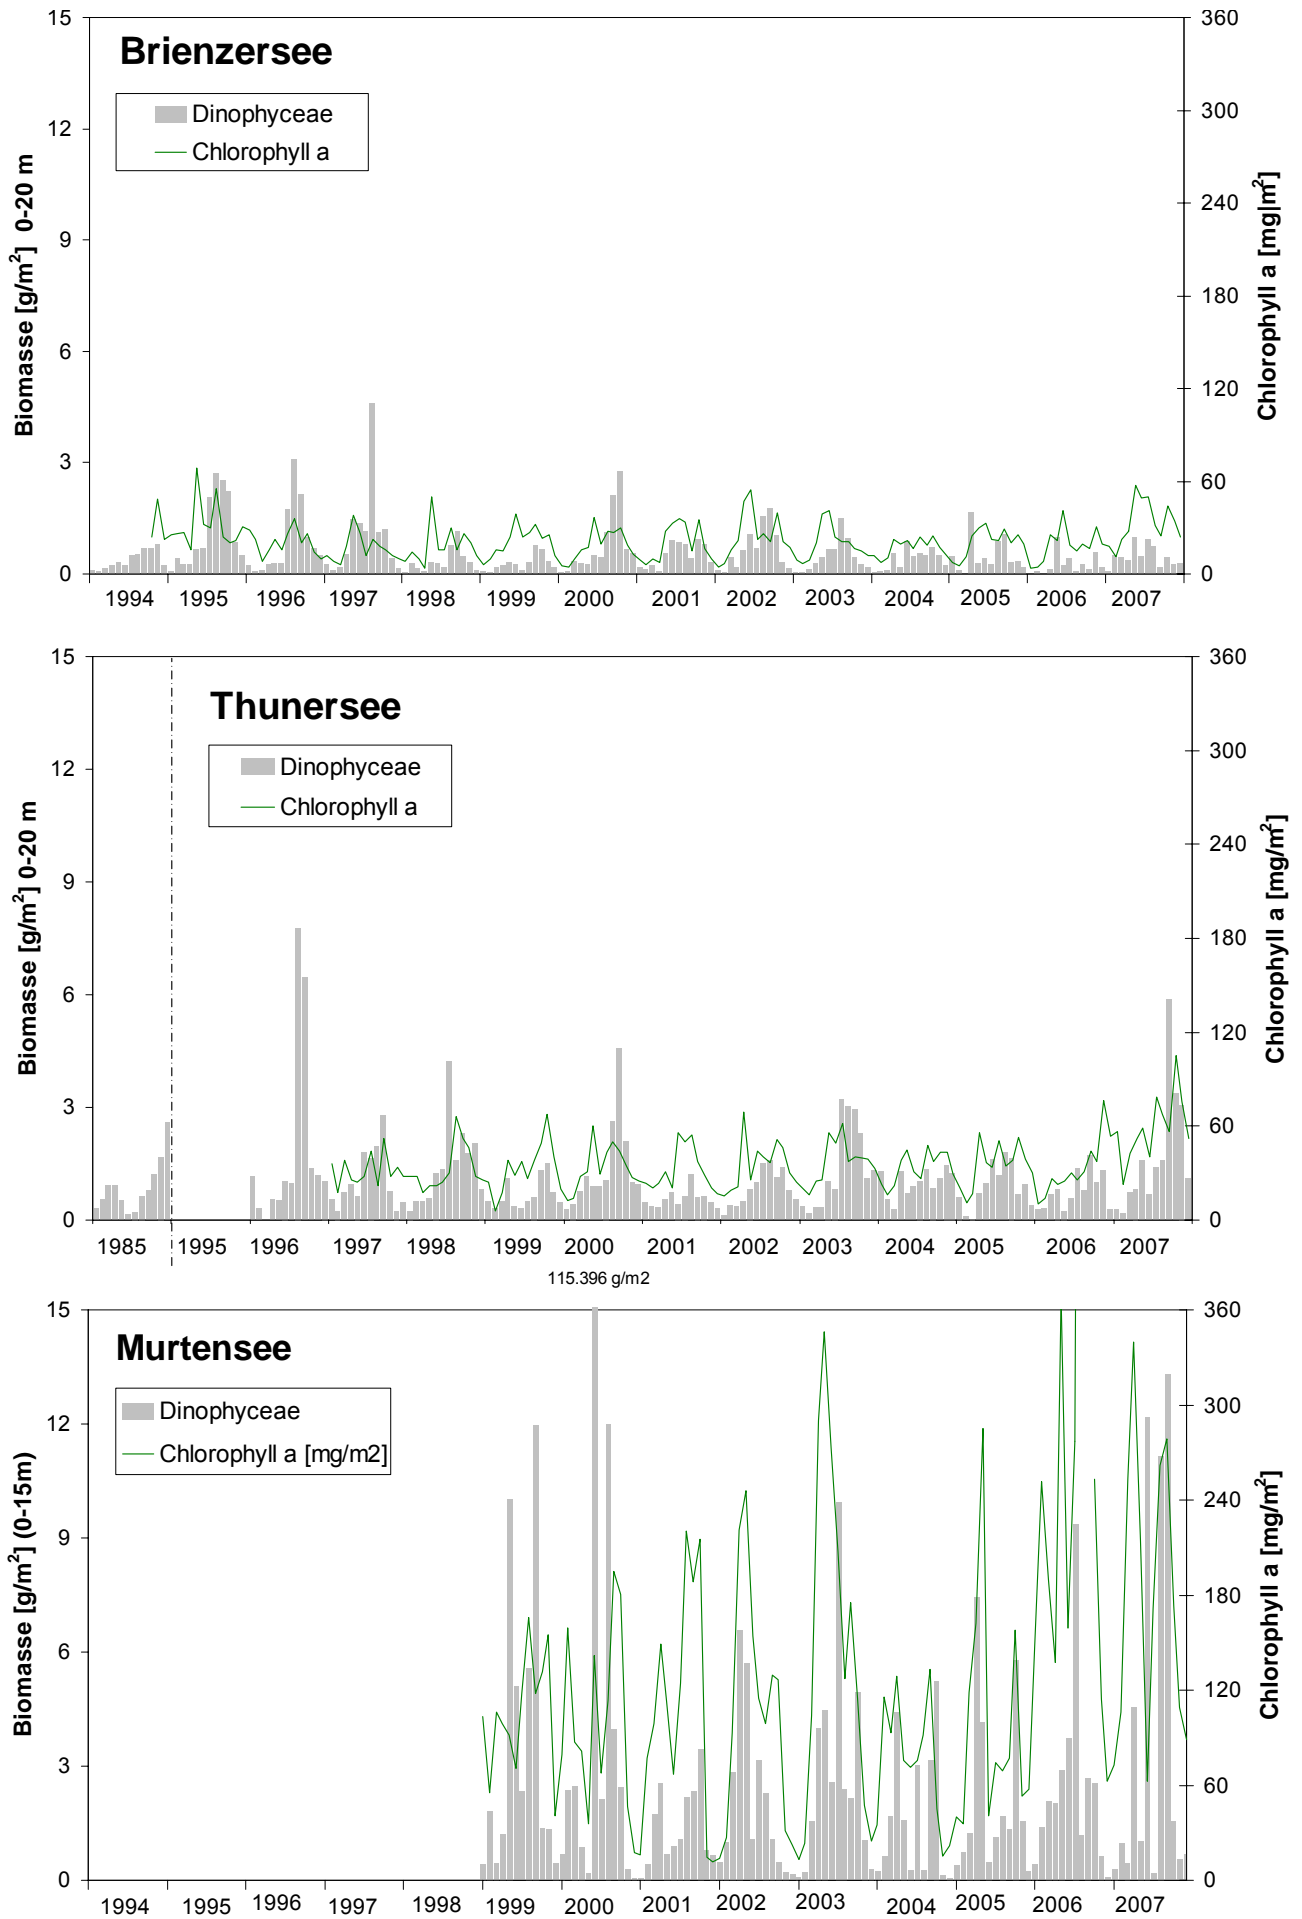 Brienzersee
Dinophyceae
Chlorophyll a
Biomasse [g/m²] 0-20 m
15
12
9
6
3
0
Chlorophyll a [mg|m²]
360
300
240
180
120
60
0
1994 1995 1996 1997 1998 1999 2000 2001 2002 2003 2004 2005 2006 2007
Thunersee
Dinophyceae
Chlorophyll a
Biomasse [g/m²] 0-20 m
15
12
9
6
3
0
Chlorophyll a [mg/m²]
360
300
240
180
120
60
0
1985 1995 1996 1997 1998 1999 2000 2001 2002 2003 2004 2005 2006 2007
115.396 g/m2
Murtensee
Dinophyceae
Chlorophyll a [mg/m2]
Biomasse [g/m²] (0-15m)
15
12
9
6
3
0
Chlorophyll a [mg/m²]
360
300
240
180
120
60
0
1994 1995 1996 1997 1998 1999 2000 2001 2002 2003 2004 2005 2006 2007